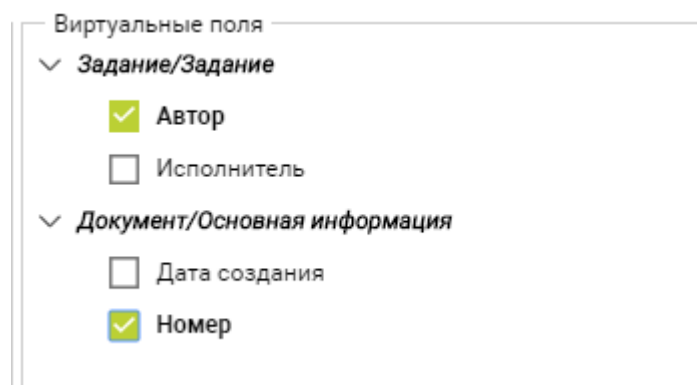 Виртуальные поля
Задание/Задание
Автор
Исполнитель
Документ/Основная информация
Дата создания
Номер